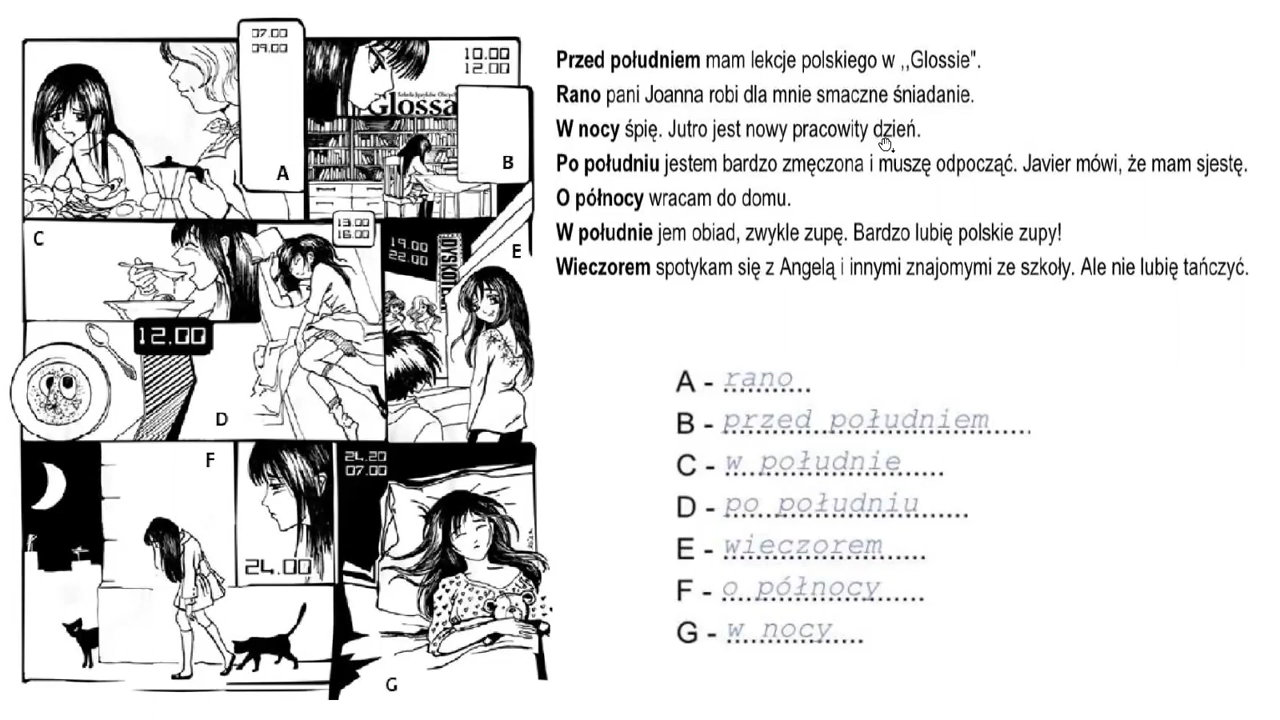 07.00
09.00
A
10.00
12.00
Szkoła Języków Obcych
Glossa
B
C
12.00
13.00
16.00
D
19.00
22.00
E
F
24.00
24.20
07.00
G
Przed południem mam lekcje polskiego w ,,Glossie".
Rano pani Joanna robi dla mnie smaczne śniadanie.
W nocy śpię. Jutro jest nowy pracowity dzień.
Po południu jestem bardzo zmęczona i muszę odpocząć. Javier mówi, że mam sjestę.
O północy wracam do domu.
W południe jem obiad, zwykle zupę. Bardzo lubię polskie zupy!
Wieczorem spotykam się z Angelą i innymi znajomymi ze szkoły. Ale nie lubię tańczyć.
A - rano
B - przed południem
C - w południe
D - po południu
E - wieczorem
F - o północy
G - w nocy